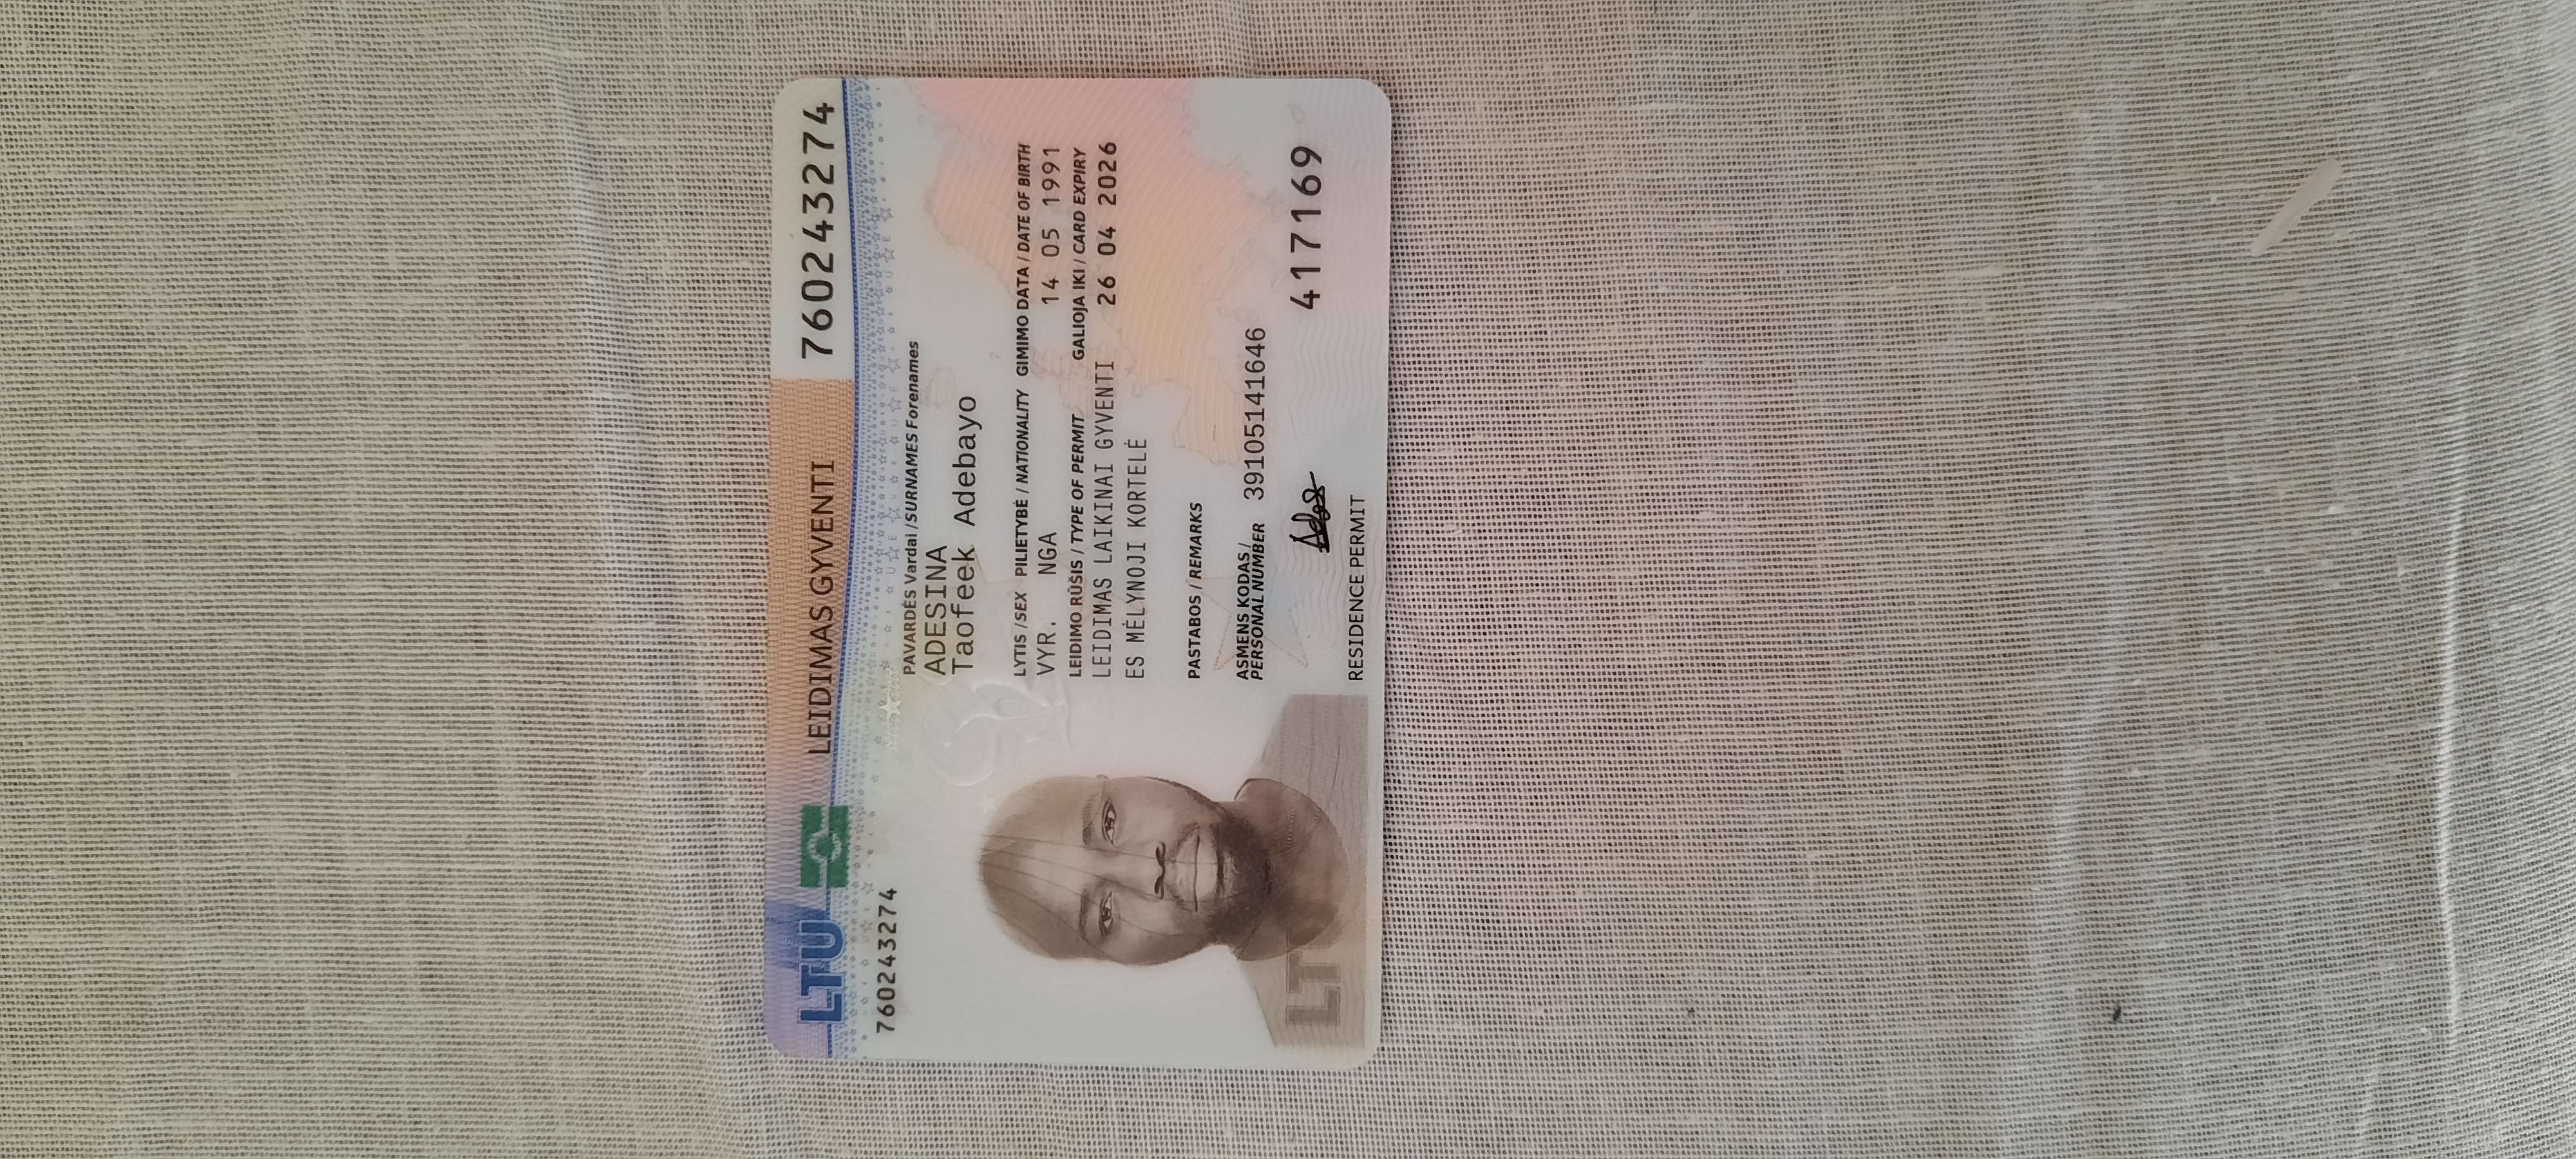 LTU
LEIDIMAS GYVENTI
760243274
760243274
PAVARDĖS Vardai /SURNAMES Forenames
ADESINA
Taofeek Adebayo
LYTIS /SEX PILIETYBĖ / NATIONALITY GIMIMO DATA / DATE OF BIRTH
VYR. NGA 14 05 1991
LEIDIMO RŪŠIS / TYPE OF PERMIT GALIOJA IKI / CARD EXPIRY
LEIDIMAS LAIKINAI GYVENTI 26 04 2026
ES MĖLYNOJI KORTELĖ
PASTABOS / REMARKS
ASMENS KODAS /
PERSONAL NUMBER 39105141646
417169
RESIDENCE PERMIT